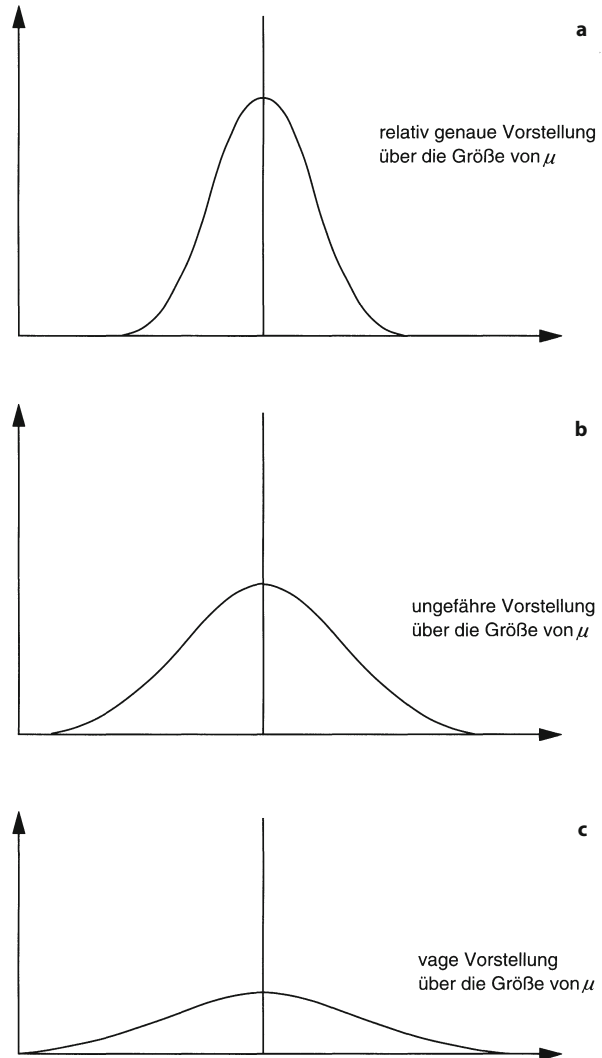 a
relativ genaue Vorstellung
über die Größe von μ
b
ungefähre Vorstellung
über die Größe von μ
c
vage Vorstellung
über die Größe von μ